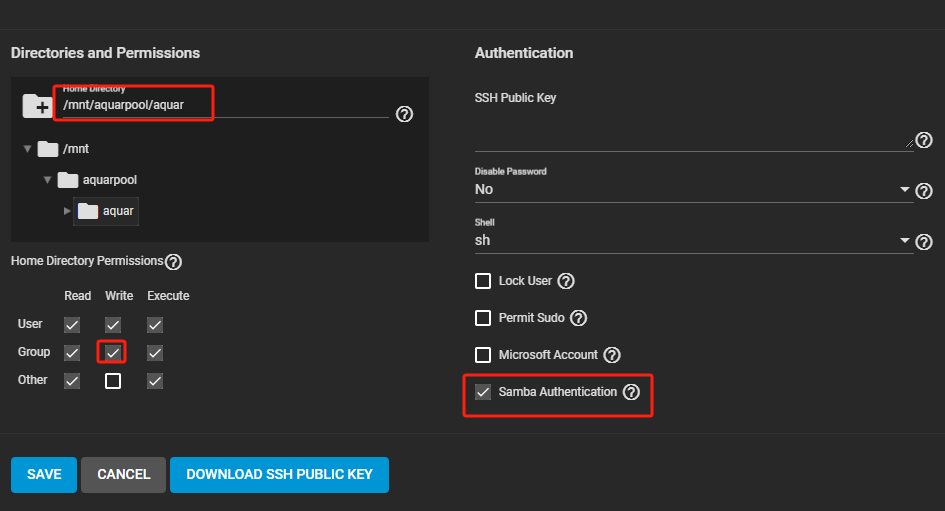 Directories and Permissions
Home Directory
/mnt/aquarpool/aquar
/mnt
aquarpool
aquar
Home Directory Permissions
Read Write Execute
User
Group
Other
Authentication
SSH Public Key
Disable Password
No
Shell
sh
Lock User
Permit Sudo
Microsoft Account
Samba Authentication
SAVE
CANCEL
DOWNLOAD SSH PUBLIC KEY